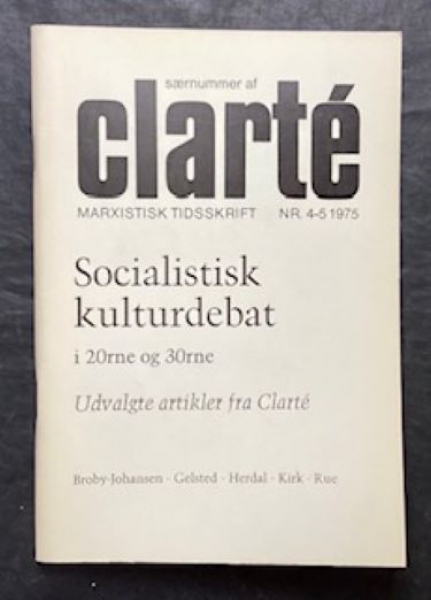 særnummer af
clarté
MARXISTISK TIDSSKRIFT NR. 4-5 1975
Socialistisk
kulturdebat
i 20rne og 30rne
Udvalgte artikler fra Clarté
Broby-Johansen · Gelsted · Herdal · Kirk · Rue